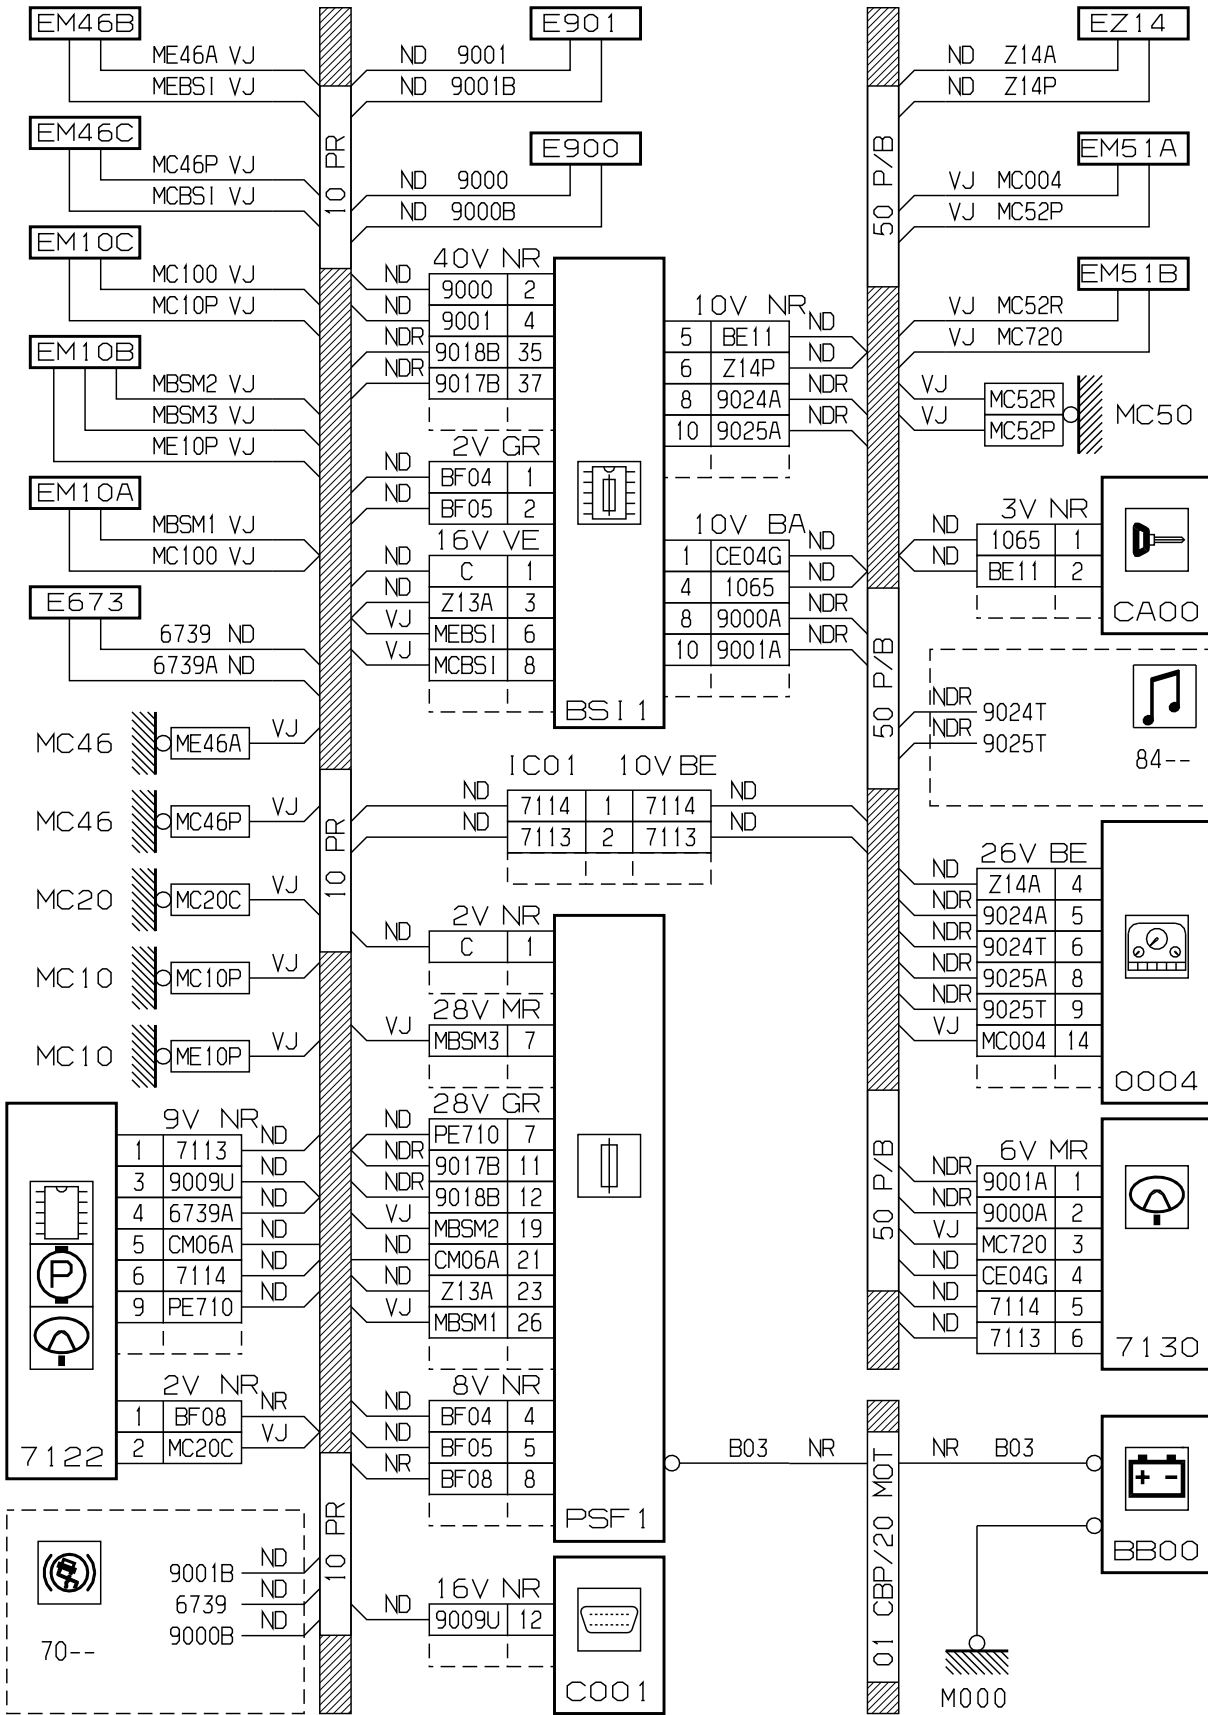 EM46B
ME46A VJ
MEBSI VJ
EM46C
MC46P VJ
MCBSI VJ
EM10C
MC100 VJ
MC10P VJ
EM10B
MBSM2 VJ
MBSM3 VJ
ME10P VJ
EM10A
MBSM1 VJ
MC100 VJ
E673
6739 ND
6739A ND
MC46 ME46A VJ
MC46 MC46P VJ
MC20 MC20C VJ
MC10 MC10P VJ
MC10 ME10P VJ
9V NR
1 7113 ND
3 9009U ND
4 6739A ND
5 CM06A ND
6 7114 ND
9 PE710 ND
P
2V NR
1 BF08 NR
2 MC20C VJ
7122
9001B ND
6739 ND
9000B ND
70--
10 PR
10 PR
10 PR
E901
ND 9001
ND 9001B
E900
ND 9000
ND 9000B
40V NR
ND 9000 2
ND 9001 4
NDR 9018B 35
NDR 9017B 37
2V GR
ND BF04 1
ND BF05 2
16V VE
ND C 1
ND Z13A 3
VJ MEBSI 6
VJ MCBSI 8
BSI1
10V NR
5 BE11 ND
6 Z14P ND
8 9024A NDR
10 9025A NDR
10V BA
1 CE04G ND
4 1065 ND
8 9000A NDR
10 9001A NDR
IC01 10V BE
ND 7114 1 7114 ND
ND 7113 2 7113 ND
2V NR
ND C 1
28V MR
VJ MBSM3 7
28V GR
ND PE710 7
NDR 9017B 11
NDR 9018B 12
VJ MBSM2 19
ND CM06A 21
ND Z13A 23
VJ MBSM1 26
8V NR
ND BF04 4
ND BF05 5
NR BF08 8
PSF1
B03 NR
16V NR
ND 9009U 12
C001
50 P/B
50 P/B
50 P/B
01 CBP/20 MOT
EZ14
ND Z14A
ND Z14P
EM51A
VJ MC004
VJ MC52P
EM51B
VJ MC52R
VJ MC720
VJ MC52R
VJ MC52P
MC50
3V NR
ND 1065 1
ND BE11 2
CA00
NDR 9024T
NDR 9025T
84--
26V BE
ND Z14A 4
NDR 9024A 5
NDR 9024T 6
NDR 9025A 8
NDR 9025T 9
VJ MC004 14
0004
6V MR
NDR 9001A 1
NDR 9000A 2
VJ MC720 3
ND CE04G 4
ND 7114 5
ND 7113 6
7130
NR B03
+ -
BB00
M000